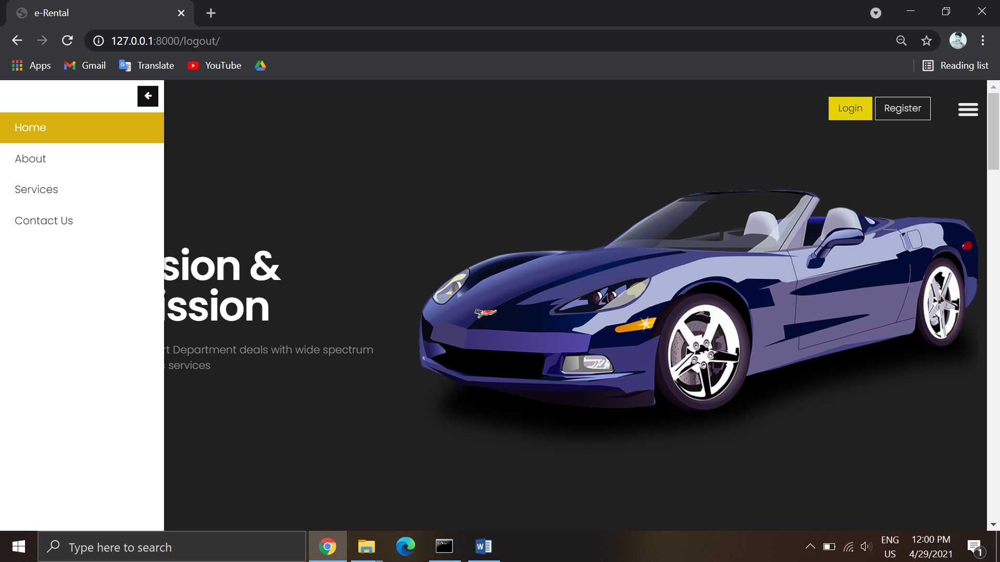 e-Rental
127.0.0.1:8000/logout/
Apps Gmail Translate YouTube Reading list
Login Register
Home
About
Services
Contact Us
sion &
ission
rt Department deals with wide spectrum
services
Type here to search
ENG
US
12:00 PM
4/29/2021
1